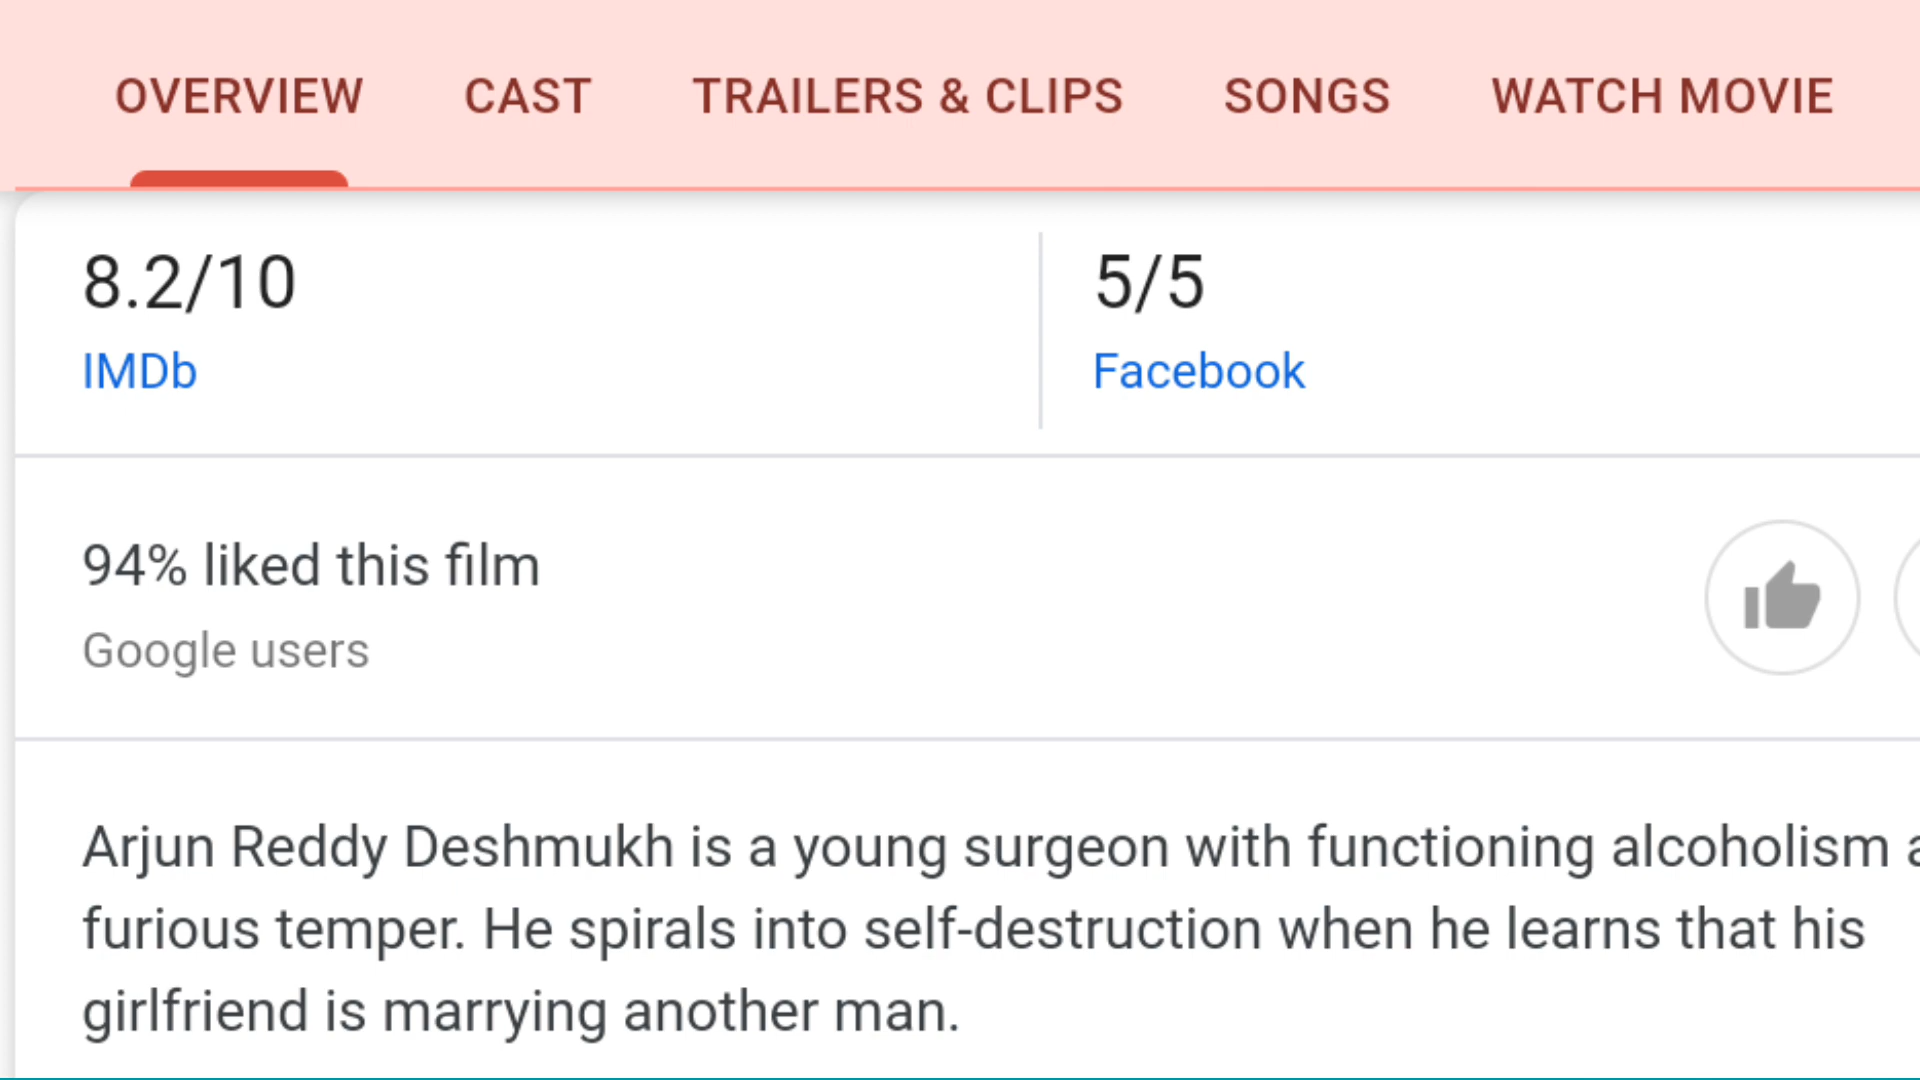 OVERVIEW CAST TRAILERS & CLIPS SONGS WATCH MOVIE
8.2/10 5/5
IMDb Facebook
94% liked this film
Google users
Arjun Reddy Deshmukh is a young surgeon with functioning alcoholism
furious temper. He spirals into self-destruction when he learns that his
girlfriend is marrying another man.